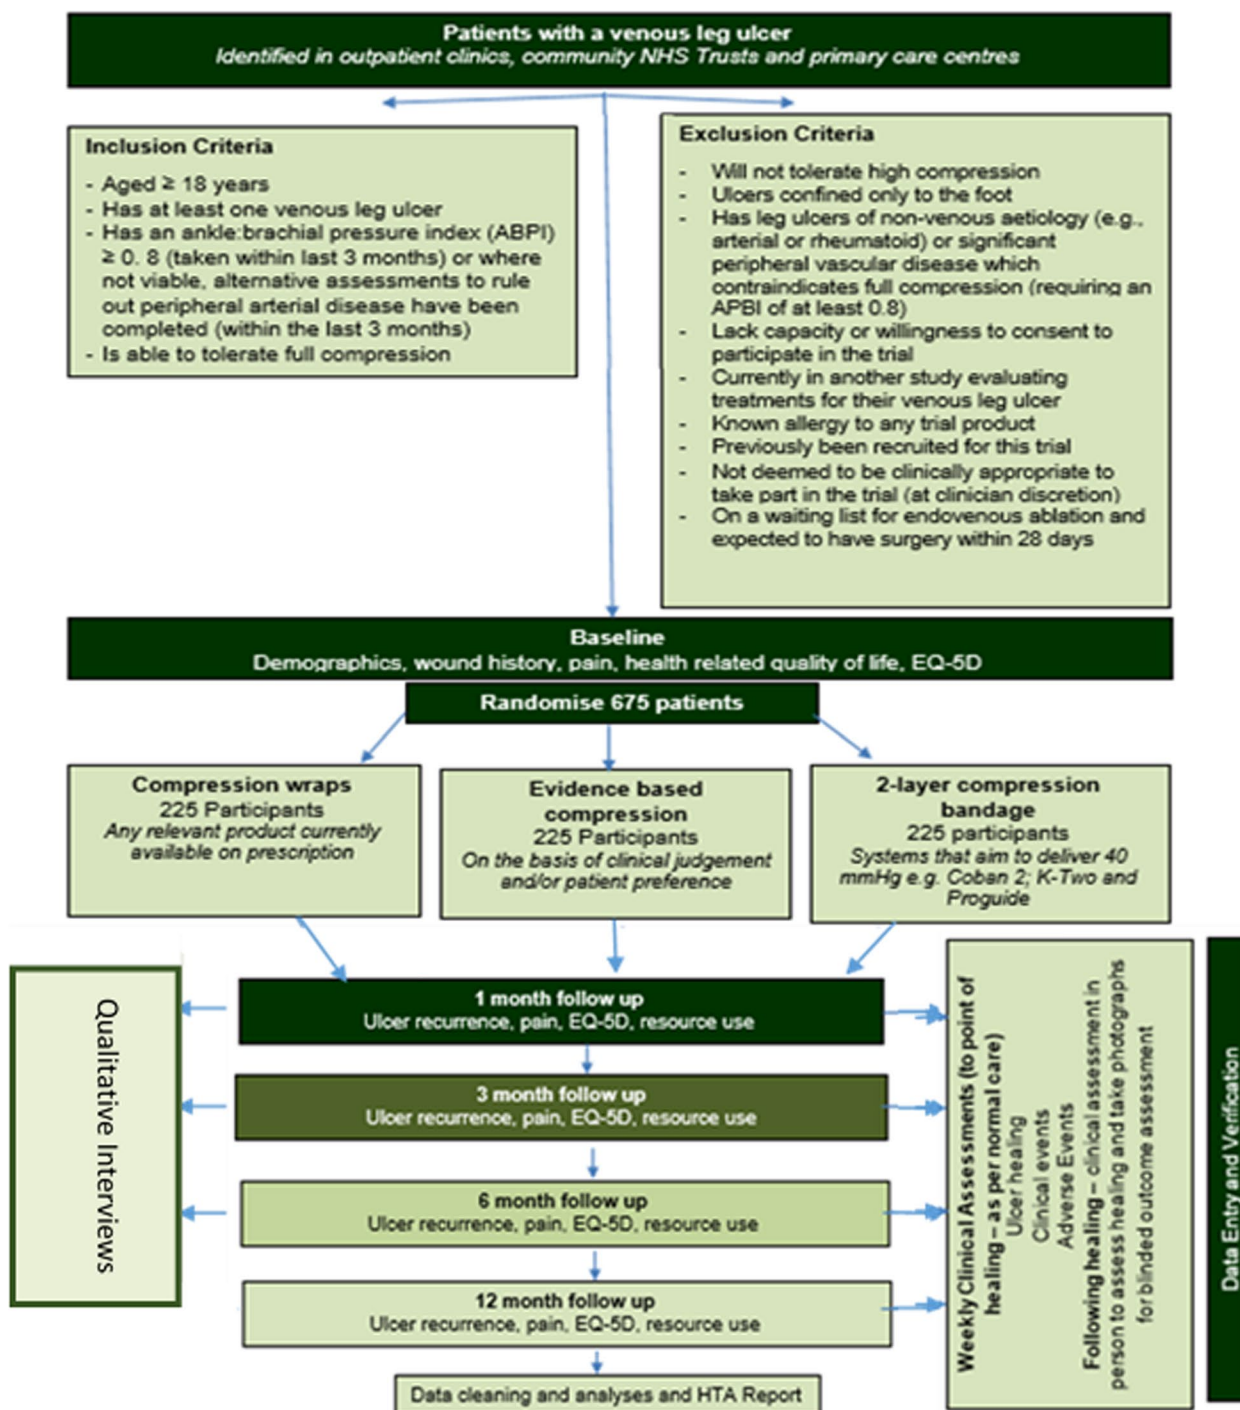 Patients with a venous leg ulcer
Identified in outpatient clinics, community NHS Trusts and primary care centres
Inclusion Criteria
- Aged ≥ 18 years
- Has at least one venous leg ulcer
- Has an ankle:brachial pressure index (ABPI)
≥ 0. 8 (taken within last 3 months) or where
not viable, alternative assessments to rule
out peripheral arterial disease have been
completed (within the last 3 months)
- Is able to tolerate full compression
Exclusion Criteria
- Will not tolerate high compression
- Ulcers confined only to the foot
- Has leg ulcers of non-venous aetiology (e.g.,
arterial or rheumatoid) or significant
peripheral vascular disease which
contraindicates full compression (requiring an
APBI of at least 0.8)
- Lack capacity or willingness to consent to
participate in the trial
- Currently in another study evaluating
treatments for their venous leg ulcer
- Known allergy to any trial product
- Previously been recruited for this trial
- Not deemed to be clinically appropriate to
take part in the trial (at clinician discretion)
- On a waiting list for endovenous ablation and
expected to have surgery within 28 days
Baseline
Demographics, wound history, pain, health related quality of life, EQ-5D
Randomise 675 patients
Compression wraps
225 Participants
Any relevant product currently
available on prescription
Evidence based
compression
225 Participants
On the basis of clinical judgement
and/or patient preference
2-layer compression
bandage
225 participants
Systems that aim to deliver 40
mmHg e.g. Coban 2; K-Two and
Proguide
Qualitative Interviews
1 month follow up
Ulcer recurrence, pain, EQ-5D, resource use
3 month follow up
Ulcer recurrence, pain, EQ-5D, resource use
6 month follow up
Ulcer recurrence, pain, EQ-5D, resource use
12 month follow up
Ulcer recurrence, pain, EQ-5D, resource use
Data cleaning and analyses and HTA Report
Weekly Clinical Assessments (to point of
healing – as per normal care)
Ulcer healing
Clinical events
Adverse Events
Following healing – clinical assessment in
person to assess healing and take photographs
for blinded outcome assessment
Data Entry and Verification